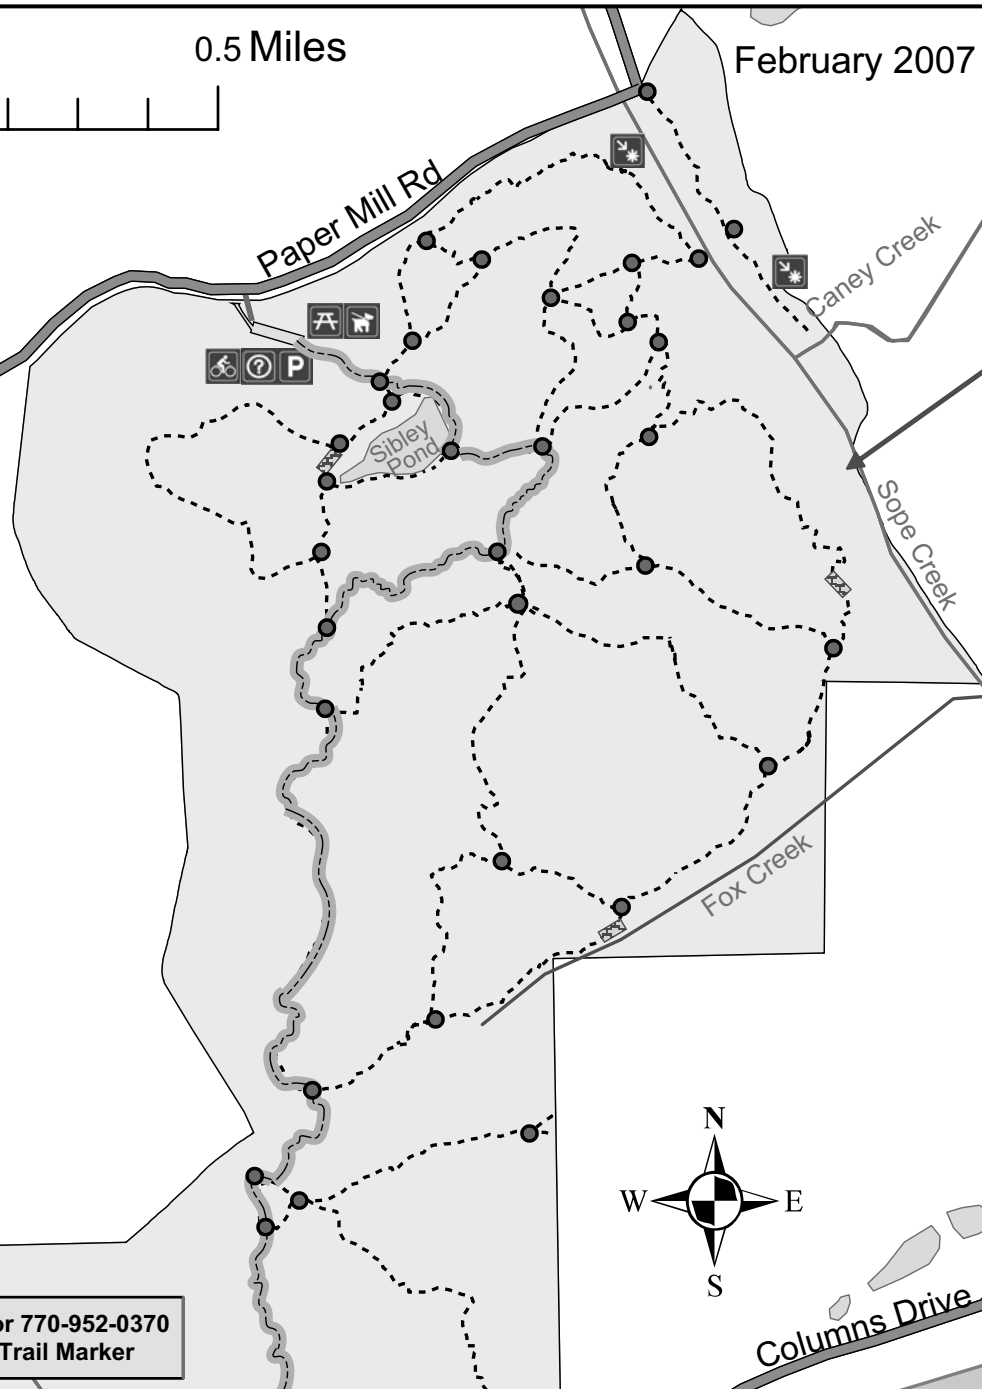 0.5 Miles
February 2007
Paper Mill Rd
Caney Creek
?
P
Sibley
Pond
Sope Creek
Fox Creek
N
W
E
S
Columns Drive
or 770-952-0370
Trail Marker